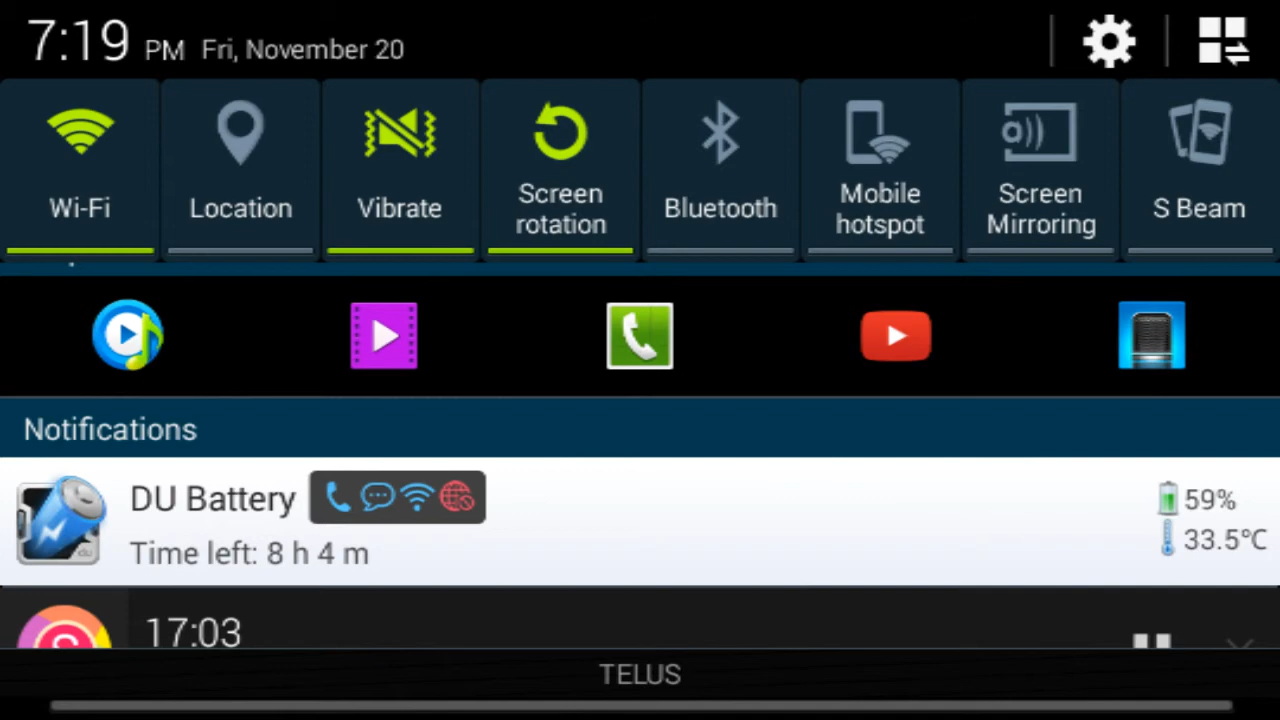 7:19 PM Fri, November 20
Wi-Fi
Location
Vibrate
Screen
rotation
Bluetooth
Mobile
hotspot
Screen
Mirroring
S Beam
Notifications
DU Battery
59%
Time left: 8 h 4 m
33.5°C
17:03
TELUS